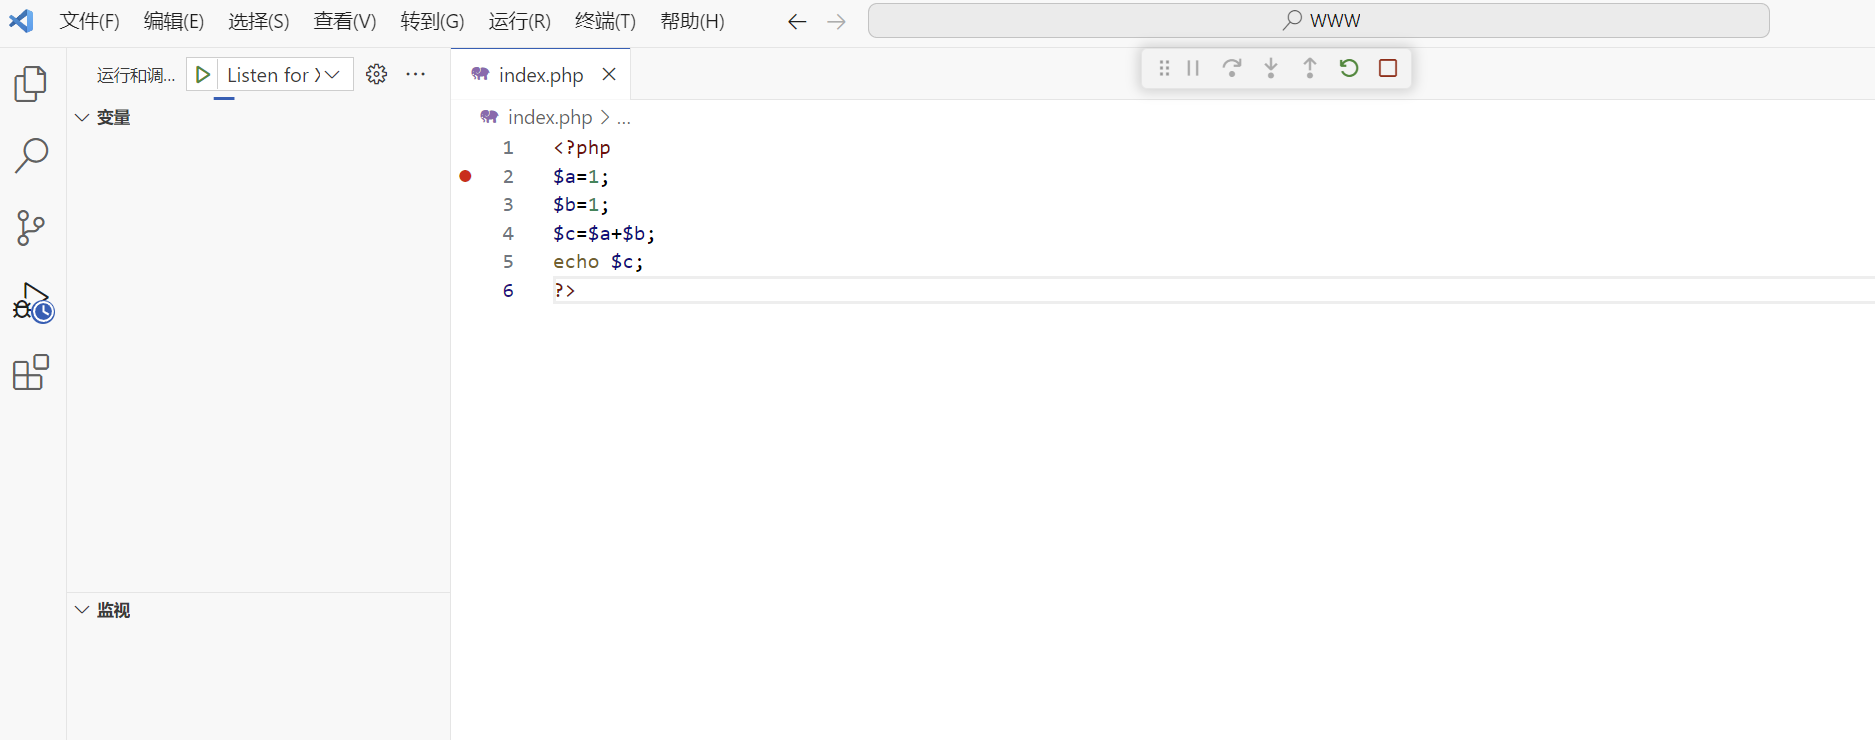 文件(F) 编辑(E) 选择(S) 查看(V) 转到(G) 运行(R) 终端(T) 帮助(H) WWW
运行和调... Listen for X ...
index.php
变量
index.php > ...
1 <?php
2 $a=1;
3 $b=1;
4 $c=$a+$b;
5 echo $c;
6 ?>
监视